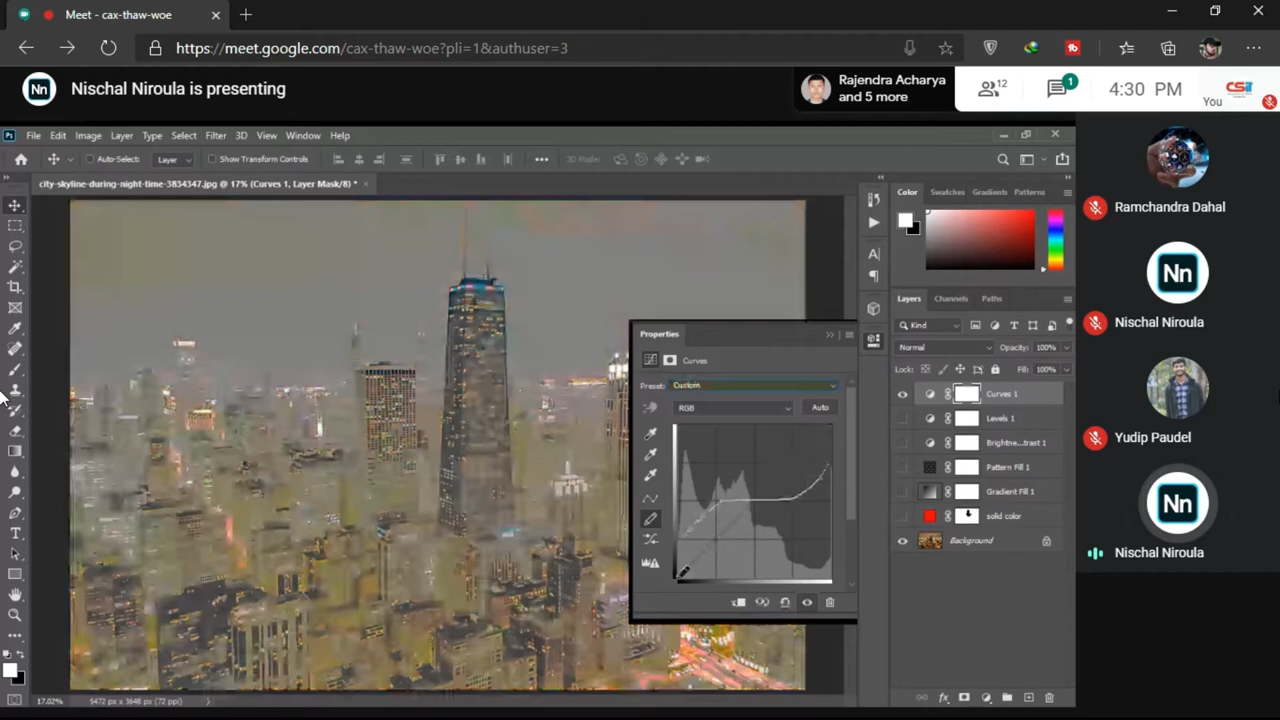 Meet - cax-thaw-woe
https://meet.google.com/cax-thaw-woe?pli=1&authuser=3
Nn
Nischal Niroula is presenting
Rajendra Acharya
and 5 more
12
1
4:30 PM
CSiT
You
Ps
File Edit Image Layer Type Select Filter 3D View Window Help
Auto-Select: Layer Show Transform Controls 3D Mode:
city-skyline-during-night-time-3834347.jpg @ 17% (Curves 1, Layer Mask/8) *
Color Swatches Gradients Patterns
Layers Channels Paths
Kind
Normal Opacity: 100%
Lock: Fill: 100%
Curves 1
Levels 1
Brightne...trast 1
Pattern Fill 1
Gradient Fill 1
solid color
Background
Properties
Curves
Preset: Custom
RGB Auto
17.02% 5472 px x 3648 px (72 ppi)
Ramchandra Dahal
Nn
Nischal Niroula
Yudip Paudel
Nn
Nischal Niroula